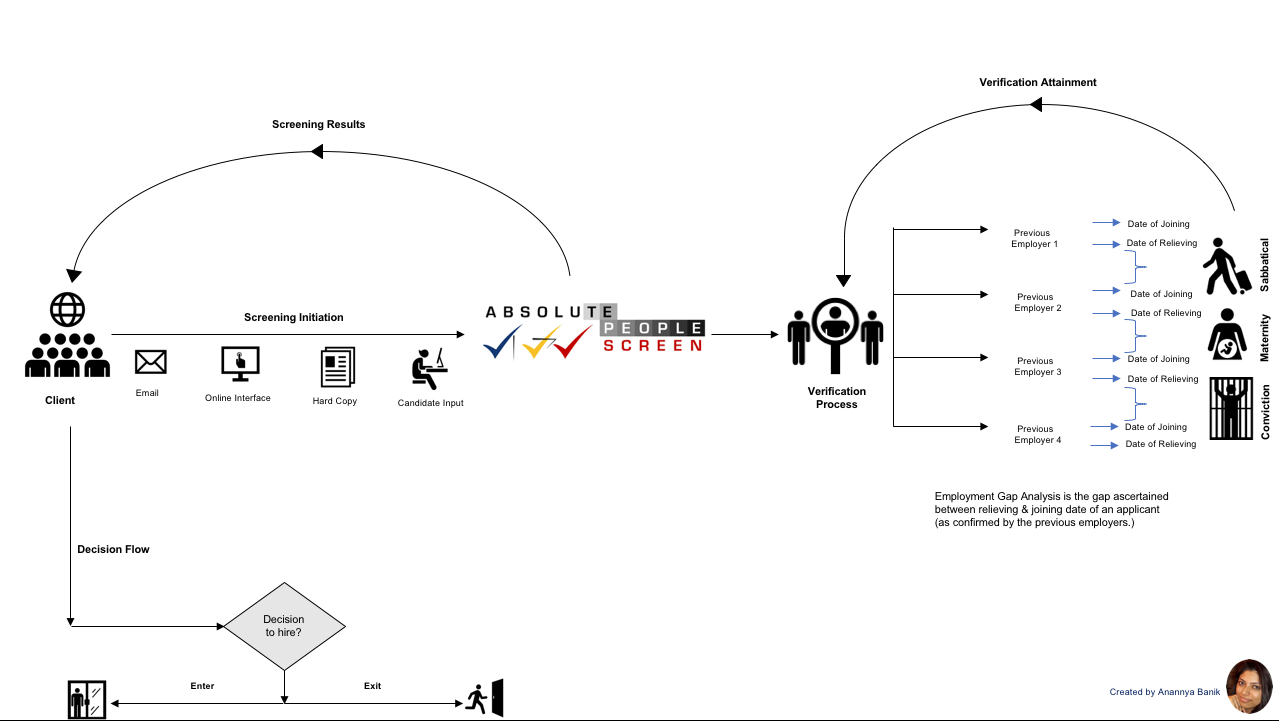 Verification Attainment
Screening Results
Screening Initiation
Email
Online Interface
Hard Copy
Candidate Input
Client
ABSOLUTE
PEOPLE
SCREEN
Verification
Process
Previous
Employer 1
Date of Joining
Date of Relieving
Previous
Employer 2
Date of Joining
Date of Relieving
Previous
Employer 3
Date of Joining
Date of Relieving
Previous
Employer 4
Date of Joining
Date of Relieving
Sabbatical
Maternity
Conviction
Employment Gap Analysis is the gap ascertained
between relieving & joining date of an applicant
(as confirmed by the previous employers.)
Decision Flow
Decision
to hire?
Enter
Exit
Created by Anannya Banik